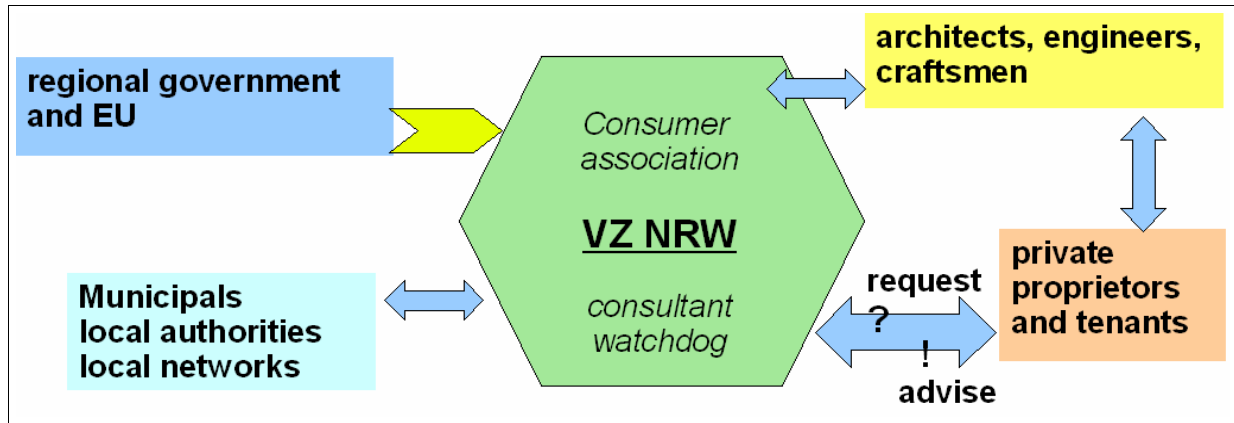 regional government
and EU
architects, engineers,
craftsmen
Consumer
association
VZ NRW
consultant
watchdog
Municipals
local authorities
local networks
request
?
!
advise
private
proprietors
and tenants